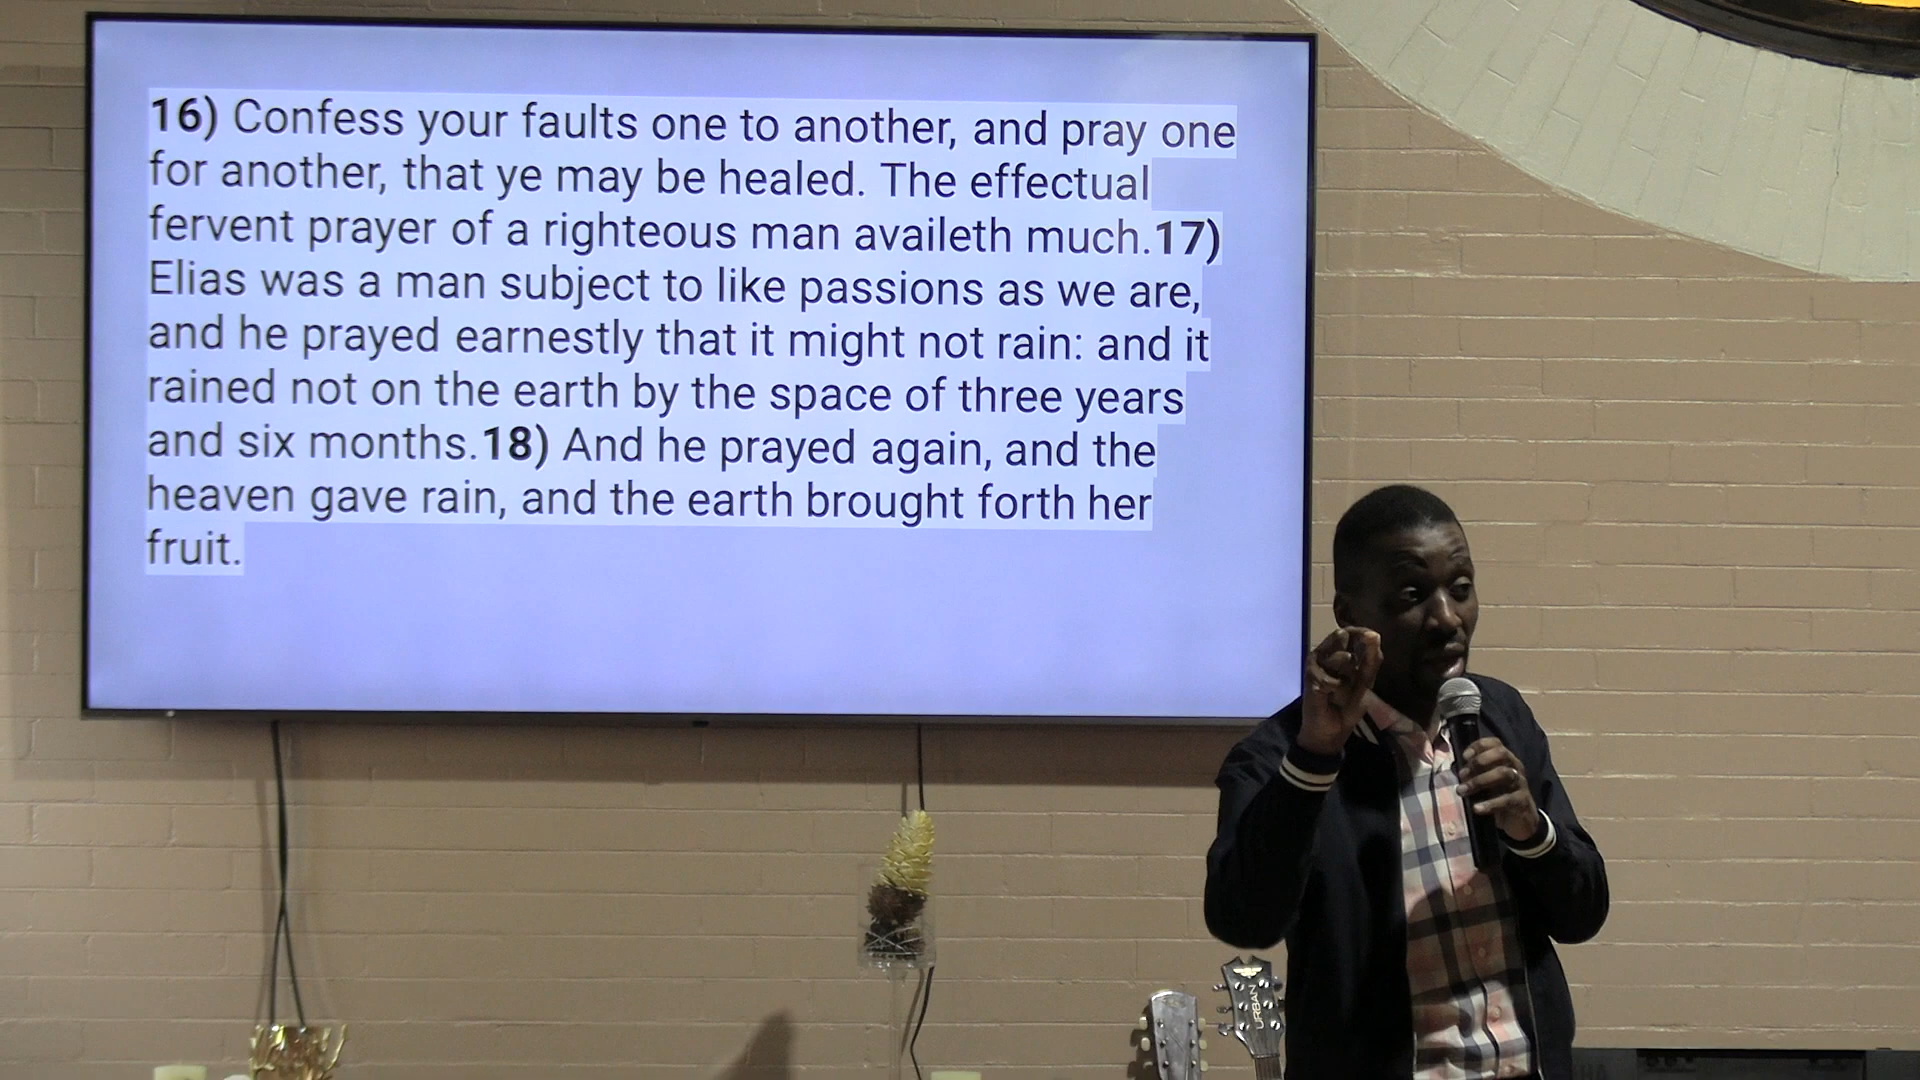 16) Confess your faults one to another, and pray one
for another, that ye may be healed. The effectual
fervent prayer of a righteous man availeth much.17)
Elias was a man subject to like passions as we are,
and he prayed earnestly that it might not rain: and it
rained not on the earth by the space of three years
and six months.18) And he prayed again, and the
heaven gave rain, and the earth brought forth her
fruit.
URBAN